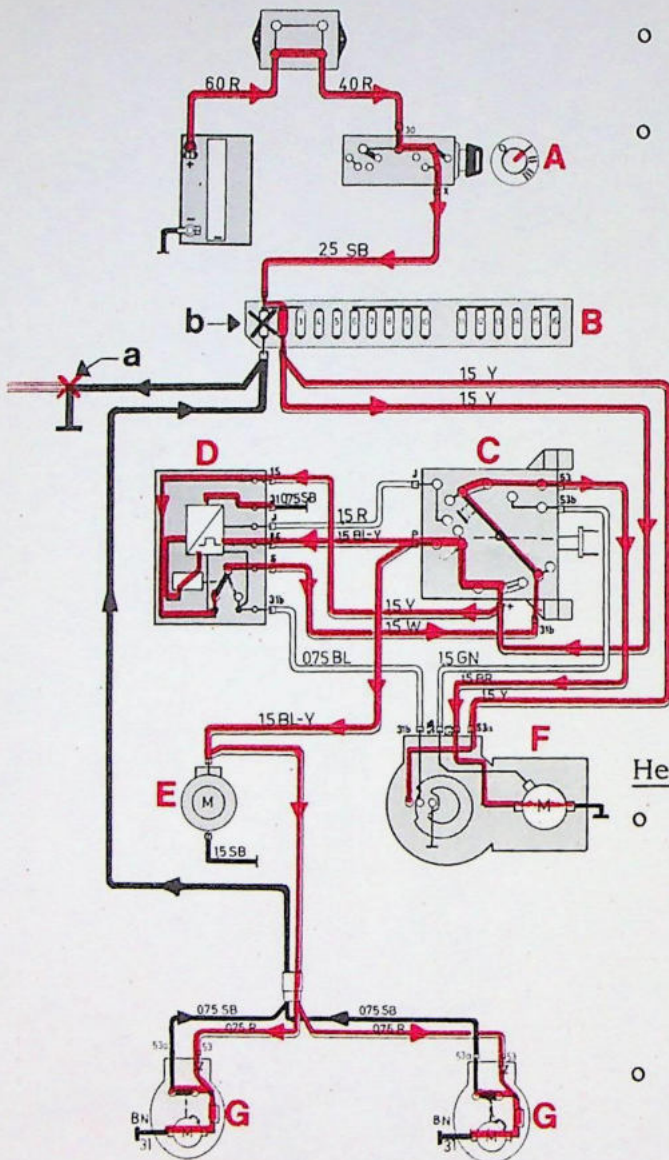 o
60 R
40 R
o
30
A
+
-
X
25 SB
b
B
a
15 Y
15 Y
D
C
15
J
53
31 075 SB
53b
15 R
15 BL-Y
P
15 Y
+
15 W
31b
31b
075 BL
15 GN
15 BR
15 Y
31b
53a
F
15 BL-Y
E
M
M
He
o
15 SB
075 SB
075 SB
075 R
075 R
53a
53
53a
53
o
G
G
BN
31
M
BN
31
M